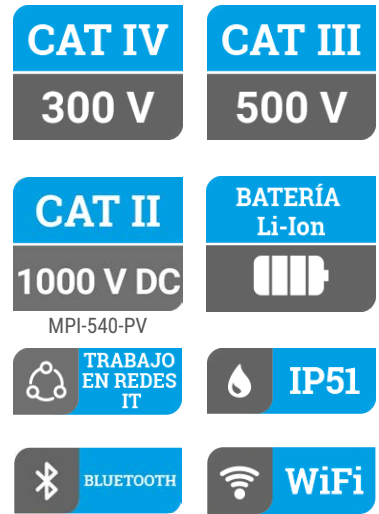 CAT IV
300 V
CAT III
500 V
CAT II
1000 V DC
MPI-540-PV
BATERÍA
Li-Ion
TRABAJO
EN REDES
IT
IP51
BLUETOOTH
WiFi